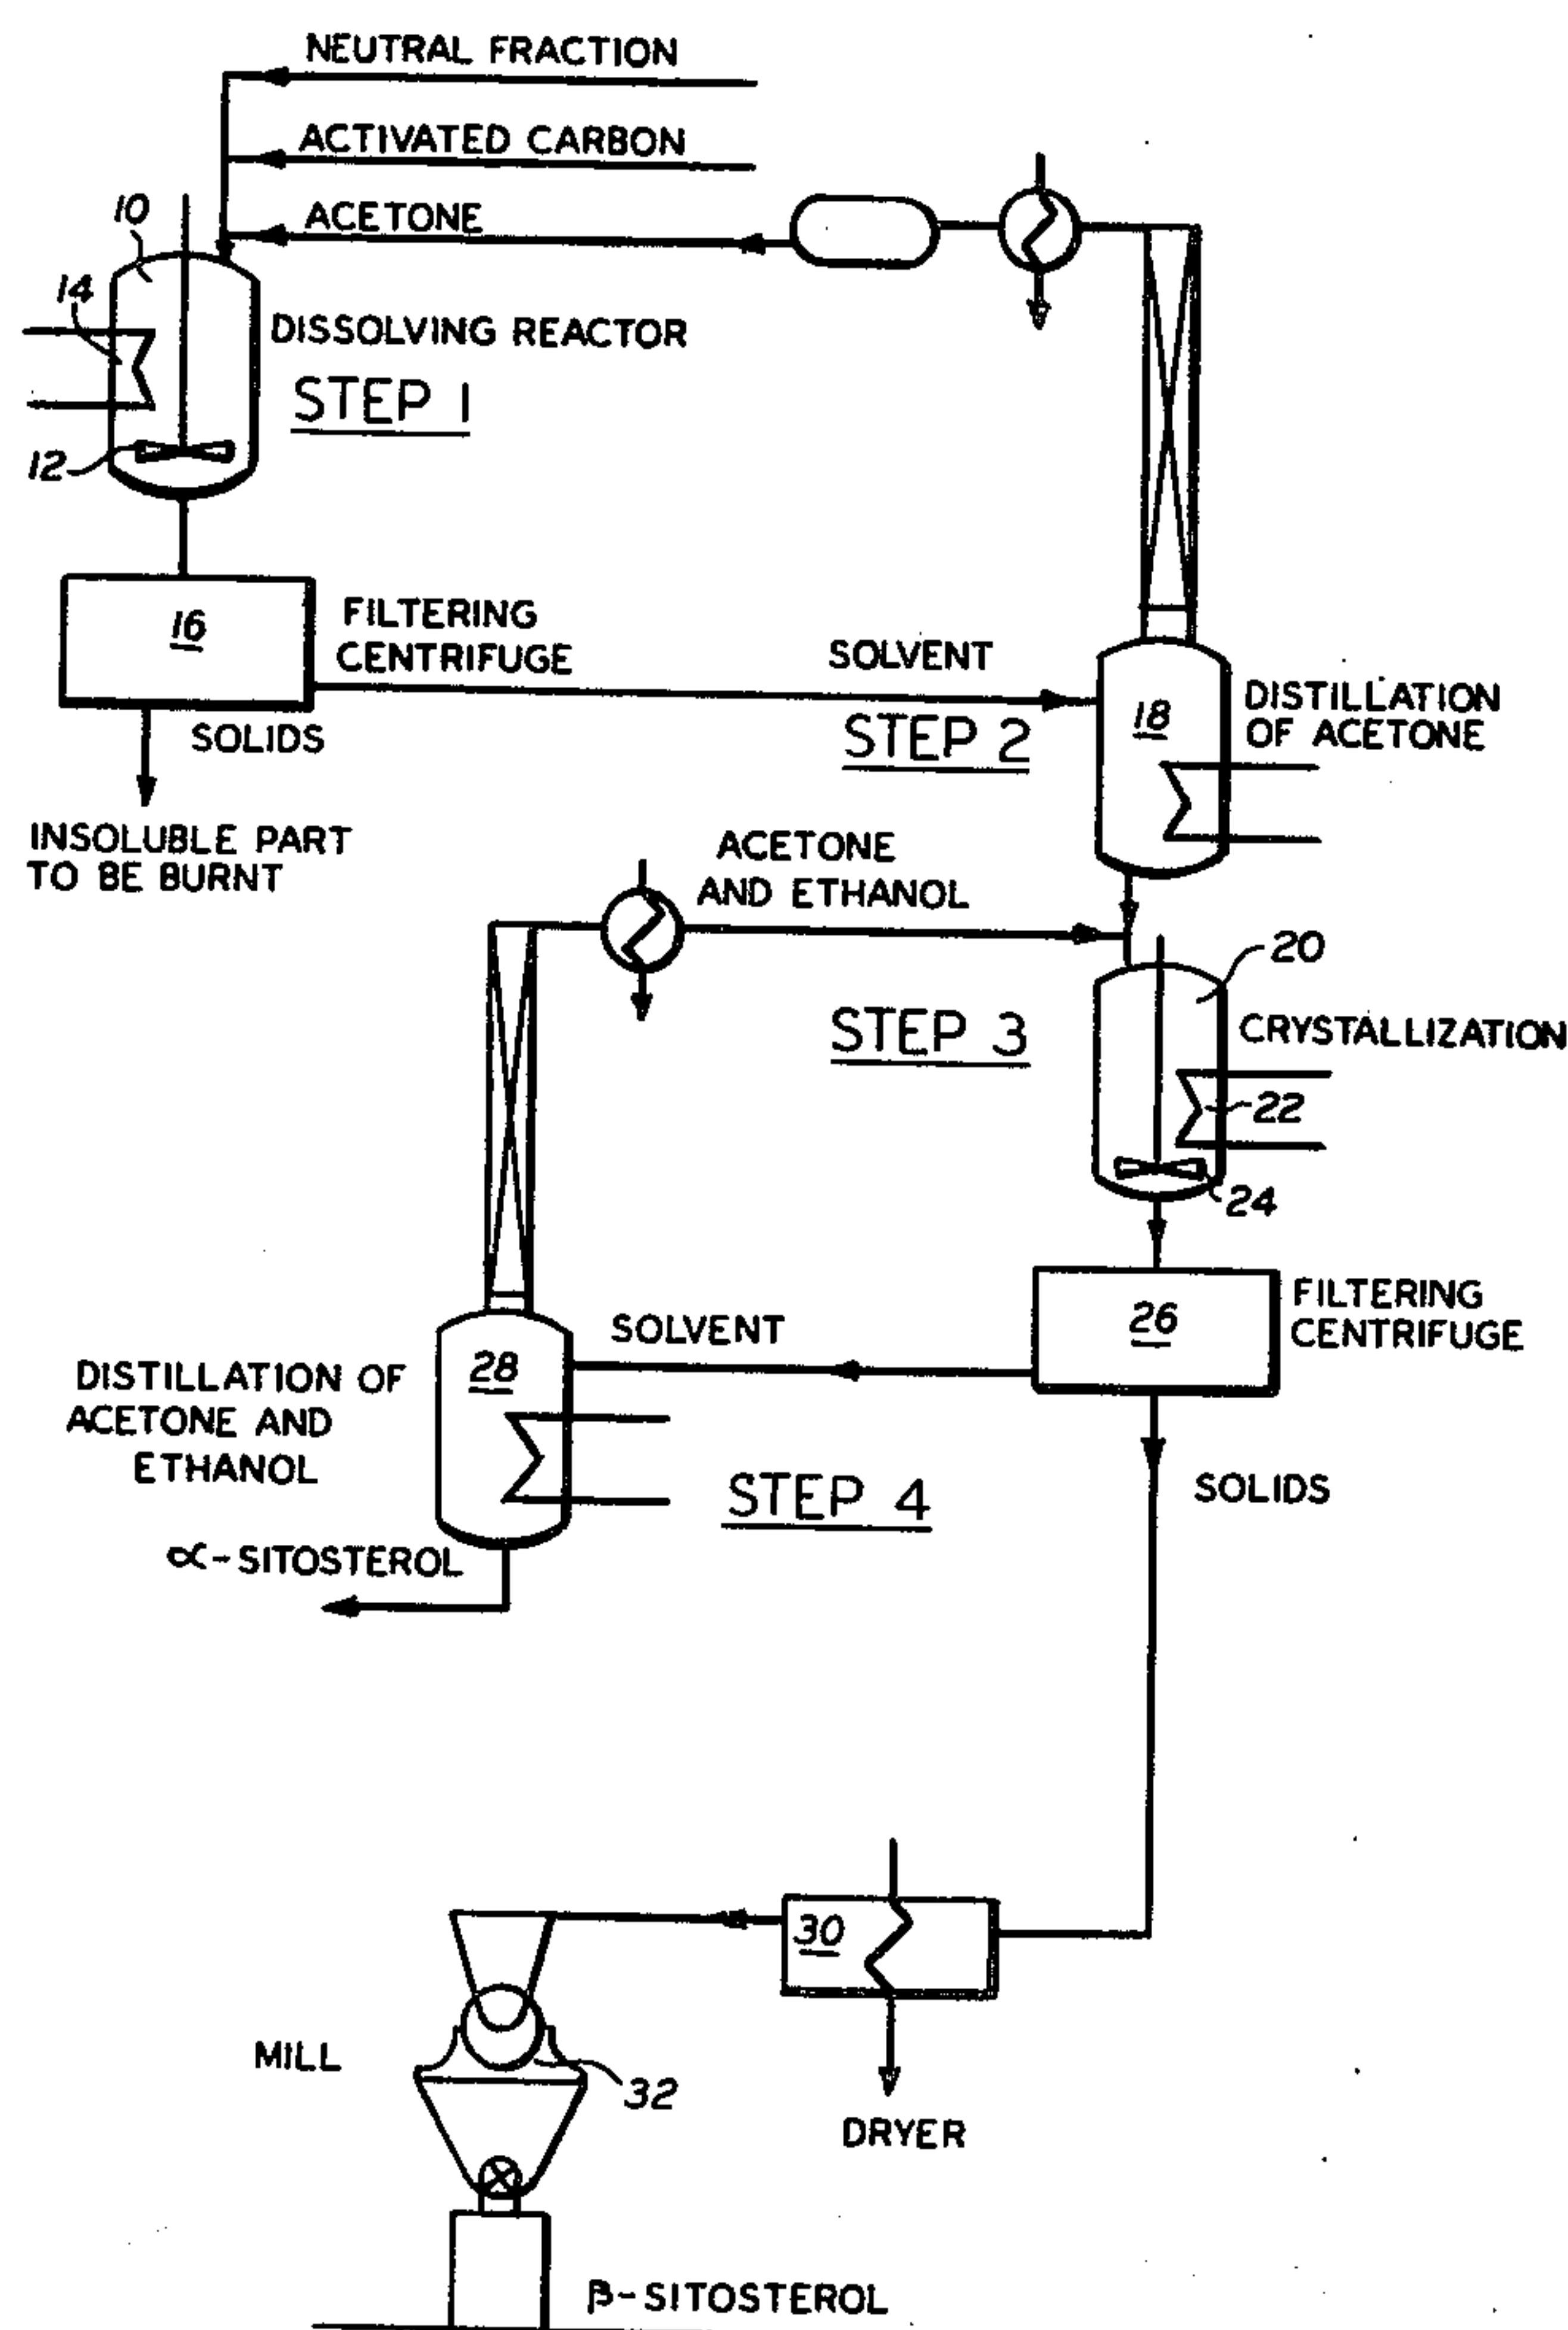 NEUTRAL FRACTION
ACTIVATED CARBON
ACETONE
10
14
DISSOLVING REACTOR
STEP 1
12
16
FILTERING
CENTRIFUGE
SOLVENT
STEP 2
18
DISTILLATION
OF ACETONE
SOLIDS
INSOLUBLE PART
TO BE BURNT
ACETONE
AND ETHANOL
20
STEP 3
CRYSTALLIZATION
22
24
26
FILTERING
CENTRIFUGE
SOLVENT
28
DISTILLATION OF
ACETONE AND
ETHANOL
STEP 4
SOLIDS
α-SITOSTEROL
30
MILL
32
DRYER
β-SITOSTEROL